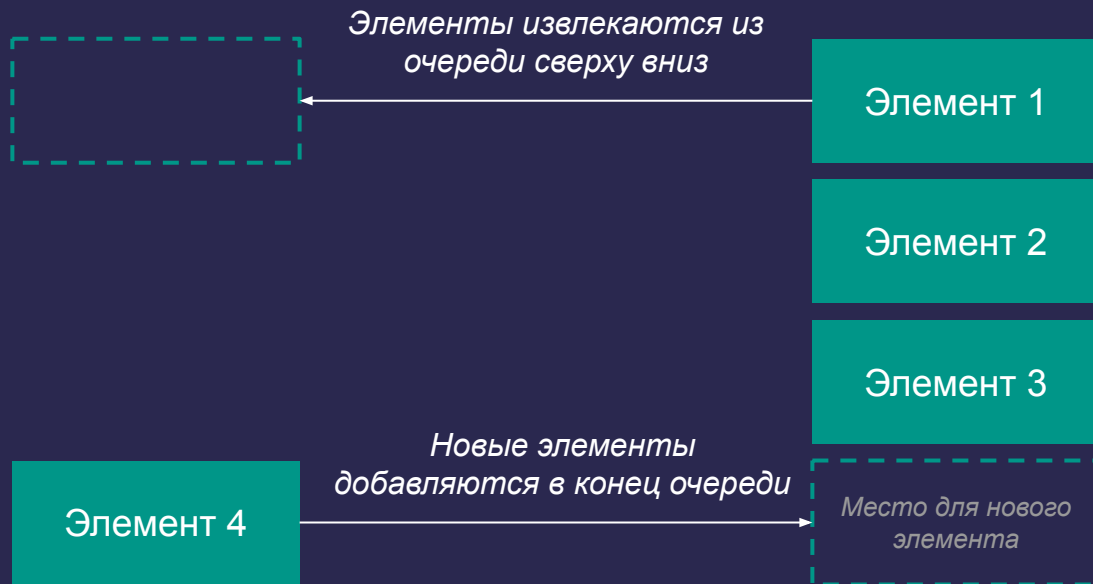 Элементы извлекаются из
очереди сверху вниз
Элемент 1
Элемент 2
Элемент 3
Новые элементы
добавляются в конец очереди
Элемент 4
Место для нового
элемента